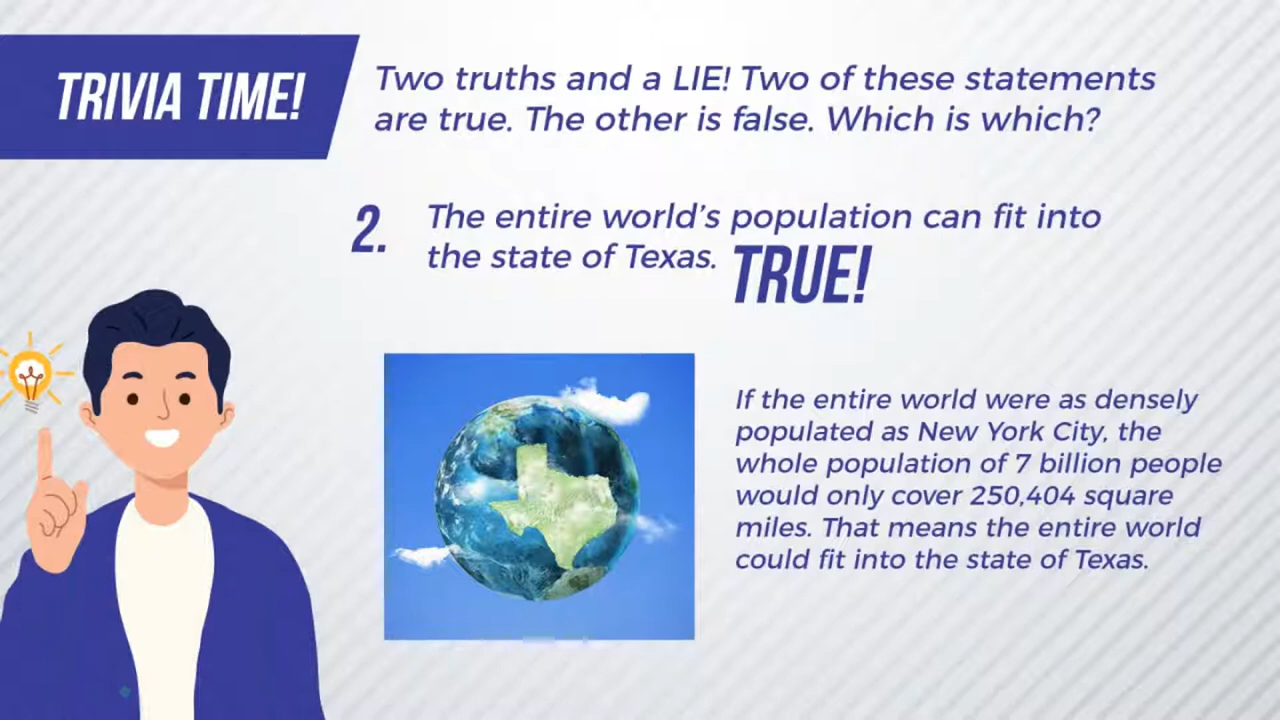 TRIVIA TIME!
Two truths and a LIE! Two of these statements
are true. The other is false. Which is which?
2. The entire world's population can fit into
the state of Texas. TRUE!
If the entire world were as densely
populated as New York City, the
whole population of 7 billion people
would only cover 250,404 square
miles. That means the entire world
could fit into the state of Texas.